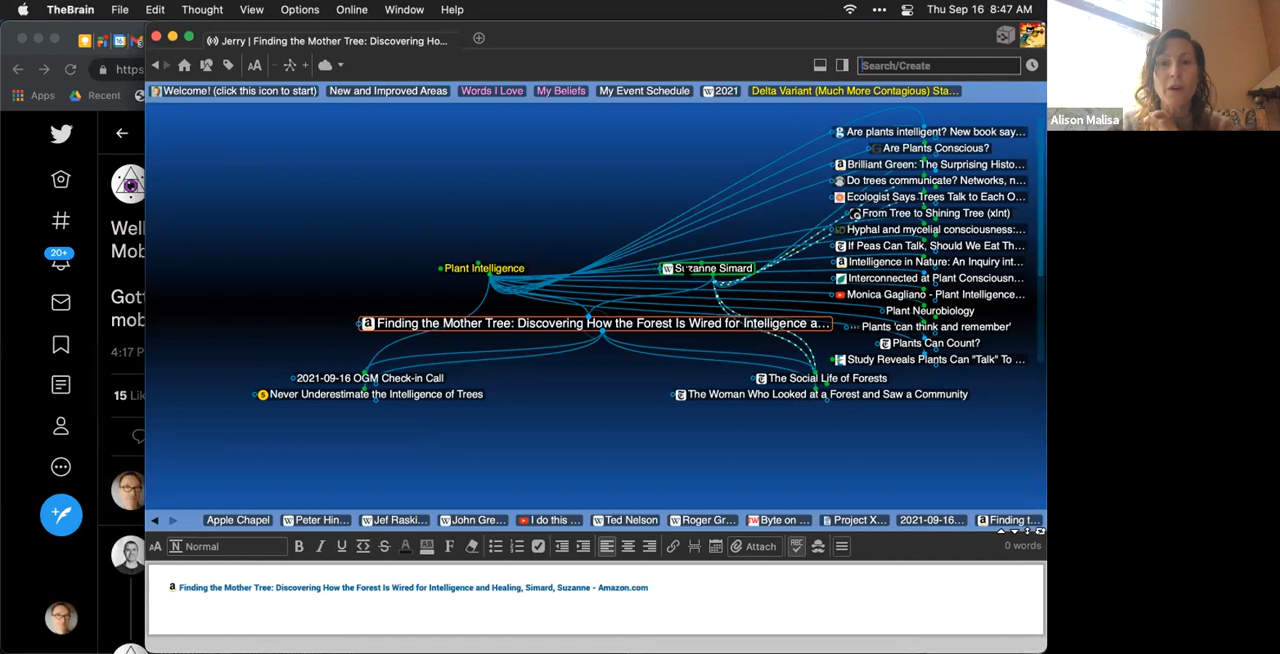 TheBrain File Edit Thought View Options Online Window Help Thu Sep 16 8:47 AM
Jerry | Finding the Mother Tree: Discovering Ho...
https
Search/Create
Apps Recent
Welcome! (click this icon to start) New and Improved Areas Words I Love My Beliefs My Event Schedule 2021 Delta Variant (Much More Contagious) Sta...
Alison Malisa
Are plants intelligent? New book say...
Are Plants Conscious?
Brilliant Green: The Surprising Histo...
Do trees communicate? Networks, n...
Ecologist Says Trees Talk to Each O...
From Tree to Shining Tree (xlnt)
Hyphal and mycelial consciousness:...
If Peas Can Talk, Should We Eat Th...
Intelligence in Nature: An Inquiry int...
Interconnected at Plant Consciousn...
Monica Gagliano - Plant Intelligence...
Plant Neurobiology
Plants 'can think and remember'
Plants Can Count?
Study Reveals Plants Can "Talk" To ...
Plant Intelligence
Suzanne Simard
Finding the Mother Tree: Discovering How the Forest Is Wired for Intelligence a...
2021-09-16 OGM Check-in Call
Never Underestimate the Intelligence of Trees
The Social Life of Forests
The Woman Who Looked at a Forest and Saw a Community
20+
Well
Mob
Gott
mob
4:17 P
15 Lik
Apple Chapel Peter Hin... Jef Raski... John Gre... I do this ... Ted Nelson Roger Gr... Byte on ... Project X... 2021-09-16... Finding t...
Normal Attach 0 words
Finding the Mother Tree: Discovering How the Forest Is Wired for Intelligence and Healing, Simard, Suzanne - Amazon.com